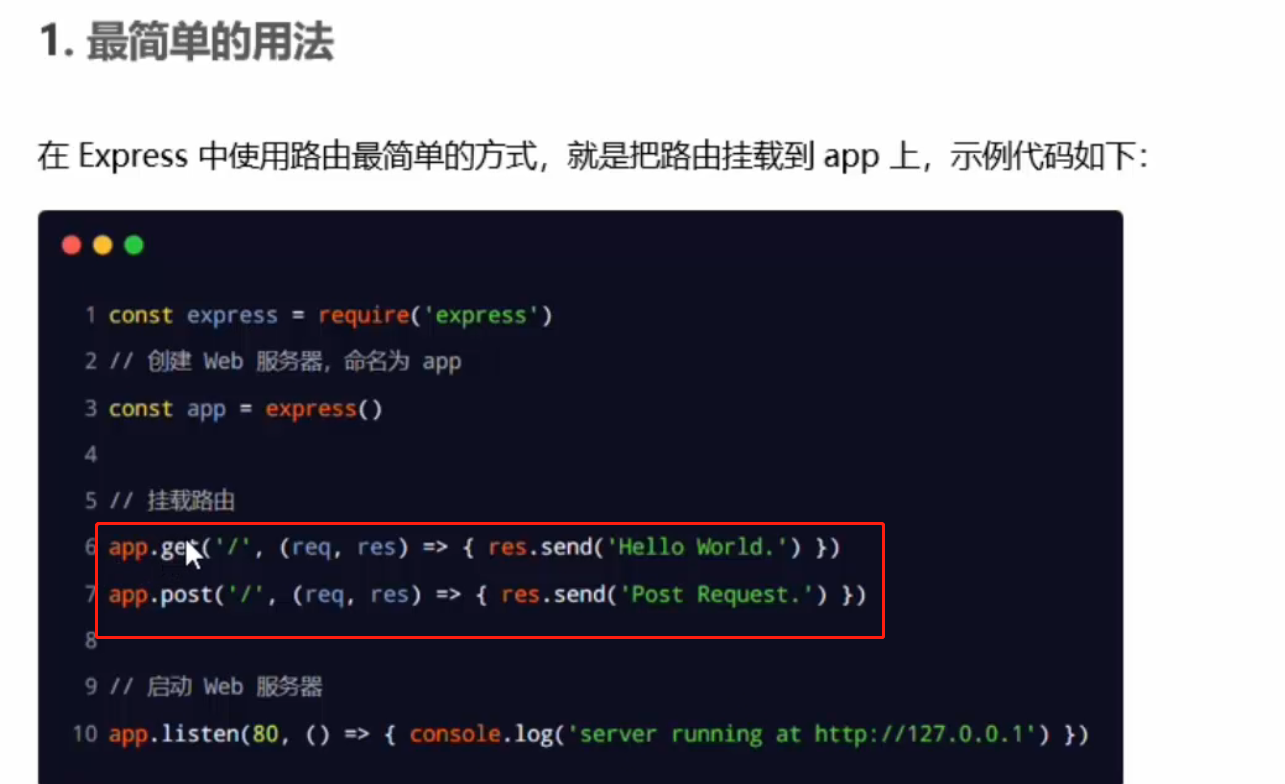 1. 最简单的用法
在 Express 中使用路由最简单的方式，就是把路由挂载到 app 上，示例代码如下：
1 const express = require('express')
2 // 创建 Web 服务器，命名为 app
3 const app = express()
4
5 // 挂载路由
6 app.get('/', (req, res) => { res.send('Hello World.') })
7 app.post('/', (req, res) => { res.send('Post Request.') })
8
9 // 启动 Web 服务器
10 app.listen(80, () => { console.log('server running at http://127.0.0.1') })